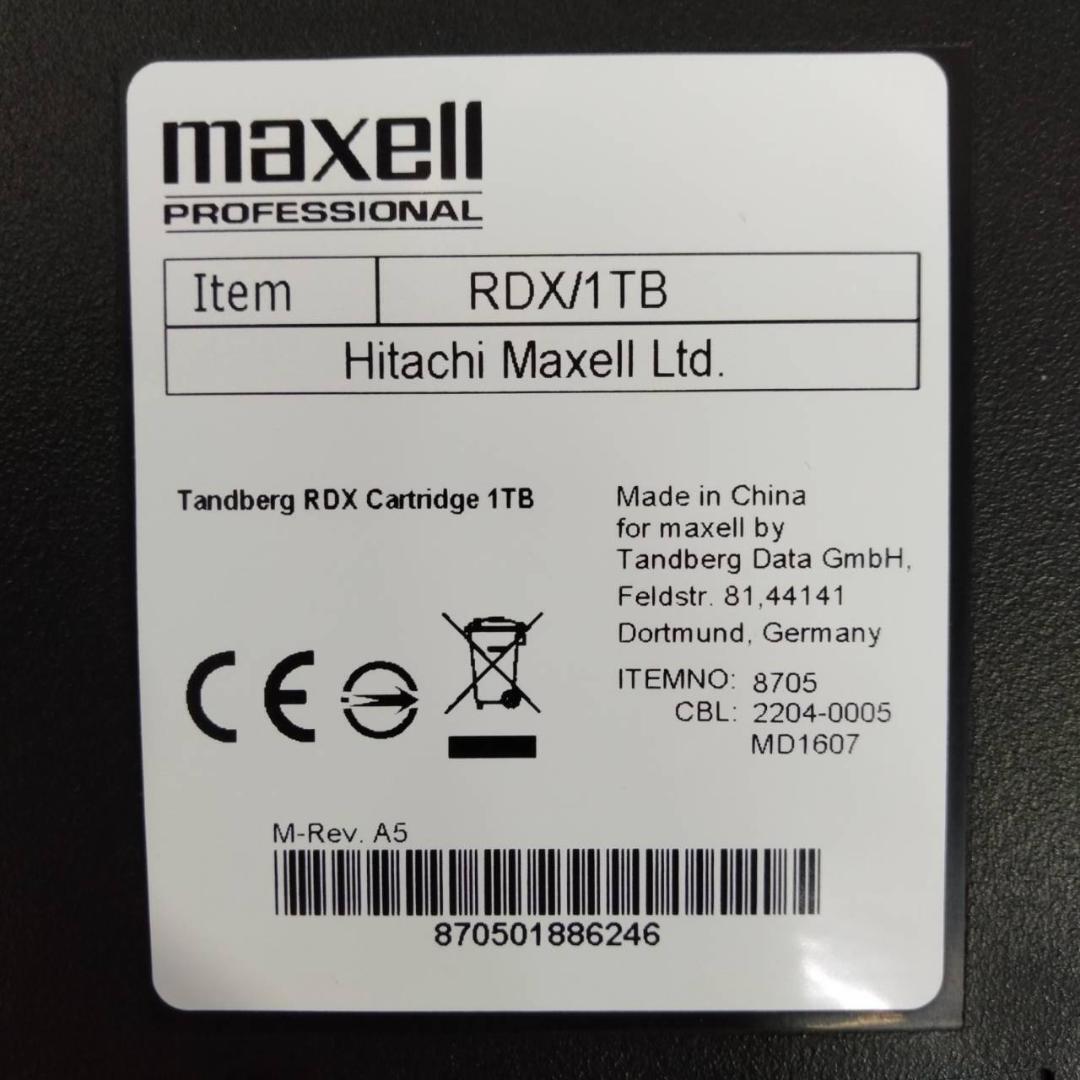 maxell
PROFESSIONAL
Item RDX/1TB
Hitachi Maxell Ltd.
Tandberg RDX Cartridge 1TB
Made in China
for maxell by
Tandberg Data GmbH,
Feldstr. 81,44141
Dortmund, Germany
ITEMNO: 8705
CBL: 2204-0005
MD1607
CE
M-Rev. A5
870501886246